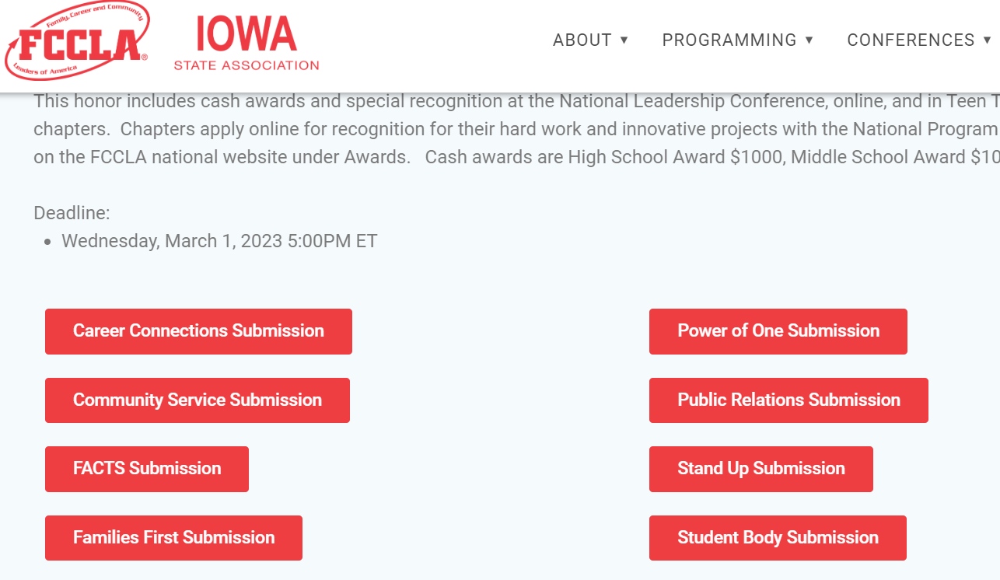 Family, Career and Community
FCCLA®
Leaders of America
IOWA
STATE ASSOCIATION
ABOUT ▼ PROGRAMMING ▼ CONFERENCES ▼
This honor includes cash awards and special recognition at the National Leadership Conference, online, and in Teen T
chapters. Chapters apply online for recognition for their hard work and innovative projects with the National Program
on the FCCLA national website under Awards. Cash awards are High School Award $1000, Middle School Award $10
Deadline:
• Wednesday, March 1, 2023 5:00PM ET
Career Connections Submission
Power of One Submission
Community Service Submission
Public Relations Submission
FACTS Submission
Stand Up Submission
Families First Submission
Student Body Submission